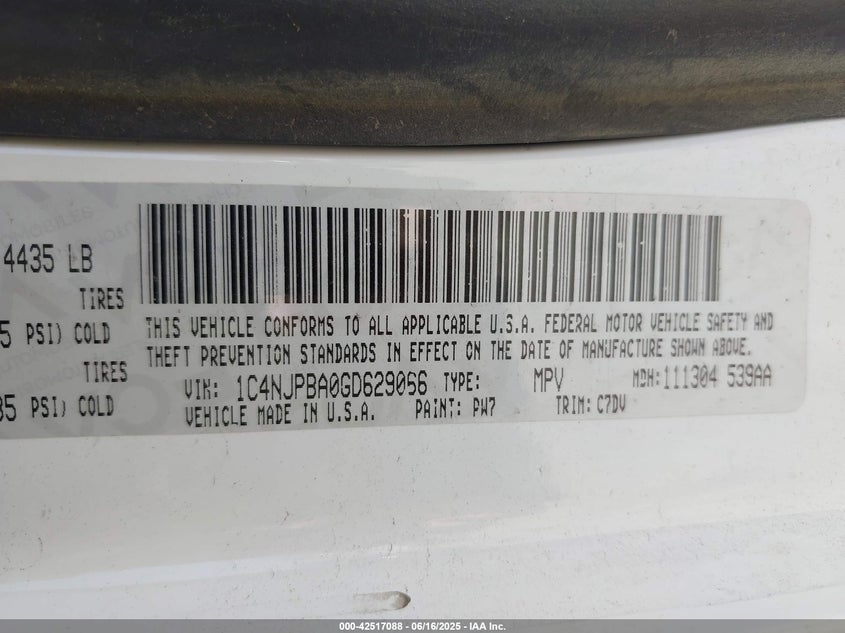 4435 LB
TIRES
5 PSI) COLD
TIRES
35 PSI) COLD
THIS VEHICLE CONFORMS TO ALL APPLICABLE U.S.A. FEDERAL MOTOR VEHICLE SAFETY AND
THEFT PREVENTION STANDARDS IN EFFECT ON THE DATE OF MANUFACTURE SHOWN ABOVE.
VIN: 1C4NJPBA0GD629066 TYPE: MPV MDH:111304 539AA
VEHICLE MADE IN U.S.A. PAINT: PW7 TRIM: C7DV
000-42517088 - 06/16/2025 - IAA Inc.